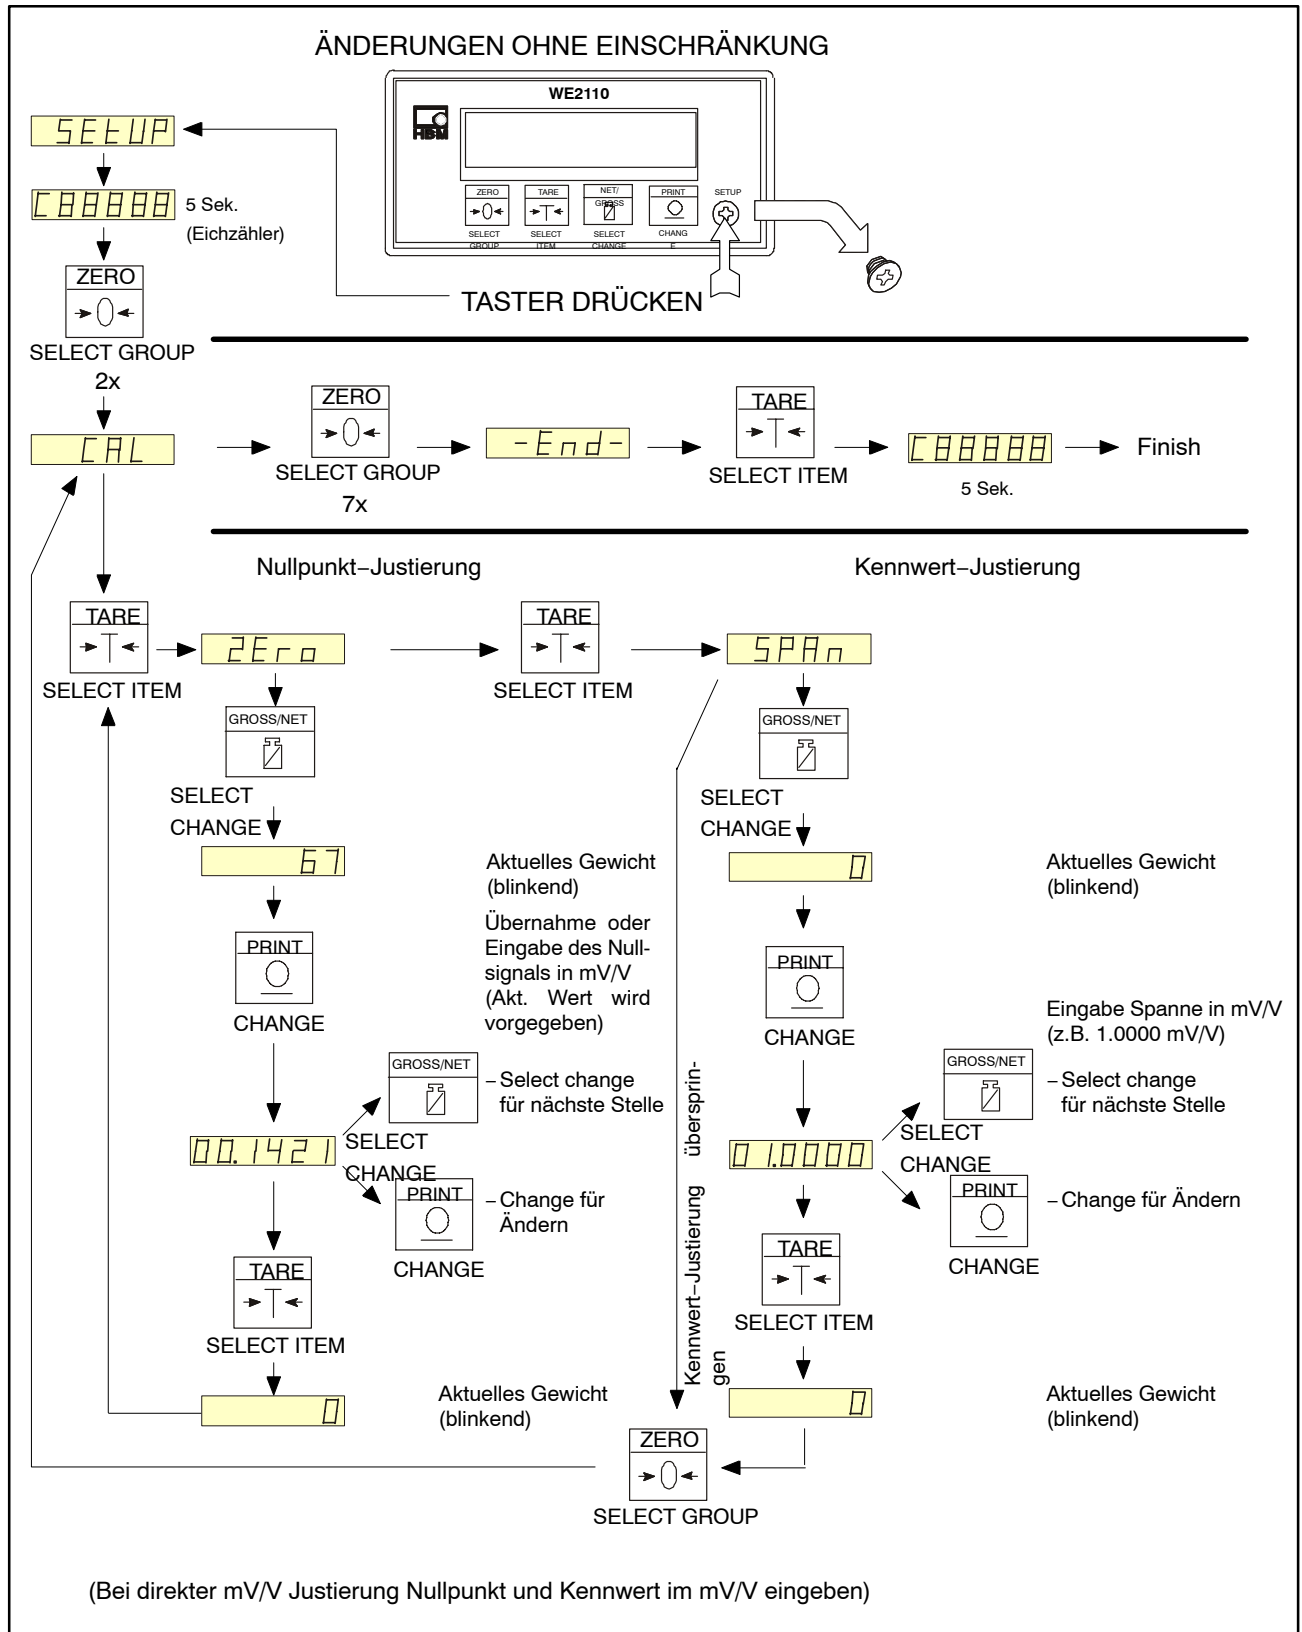 ÄNDERUNGEN OHNE EINSCHRÄNKUNG
WE2110
HBM
ZERO
TARE
NET/
GROSS
PRINT
SETUP
SELECT
GROUP
SELECT
ITEM
SELECT
CHANGE
CHANG
E
TASTER DRÜCKEN
SEtUP
C88888
5 Sek.
(Eichzähler)
ZERO
0
SELECT GROUP
2x
CAL
ZERO
0
SELECT GROUP
7x
-End-
TARE
T
SELECT ITEM
C88888
5 Sek.
Finish
Nullpunkt–Justierung
Kennwert–Justierung
TARE
T
SELECT ITEM
ZEro
TARE
T
SELECT ITEM
SPAn
GROSS/NET
SELECT
CHANGE
67
Aktuelles Gewicht
(blinkend)
Übernahme oder
Eingabe des Null-
signals in mV/V
(Akt. Wert wird
vorgegeben)
PRINT
CHANGE
GROSS/NET
– Select change
für nächste Stelle
SELECT
CHANGE
00.1421
PRINT
– Change für
Ändern
CHANGE
TARE
T
SELECT ITEM
0
Aktuelles Gewicht
(blinkend)
Kennwert–Justierung übersprin-
gen
GROSS/NET
SELECT
CHANGE
0
Aktuelles Gewicht
(blinkend)
PRINT
CHANGE
Eingabe Spanne in mV/V
(z.B. 1.0000 mV/V)
GROSS/NET
– Select change
für nächste Stelle
SELECT
CHANGE
01.0000
PRINT
– Change für Ändern
CHANGE
TARE
T
SELECT ITEM
0
Aktuelles Gewicht
(blinkend)
ZERO
0
SELECT GROUP
(Bei direkter mV/V Justierung Nullpunkt und Kennwert im mV/V eingeben)